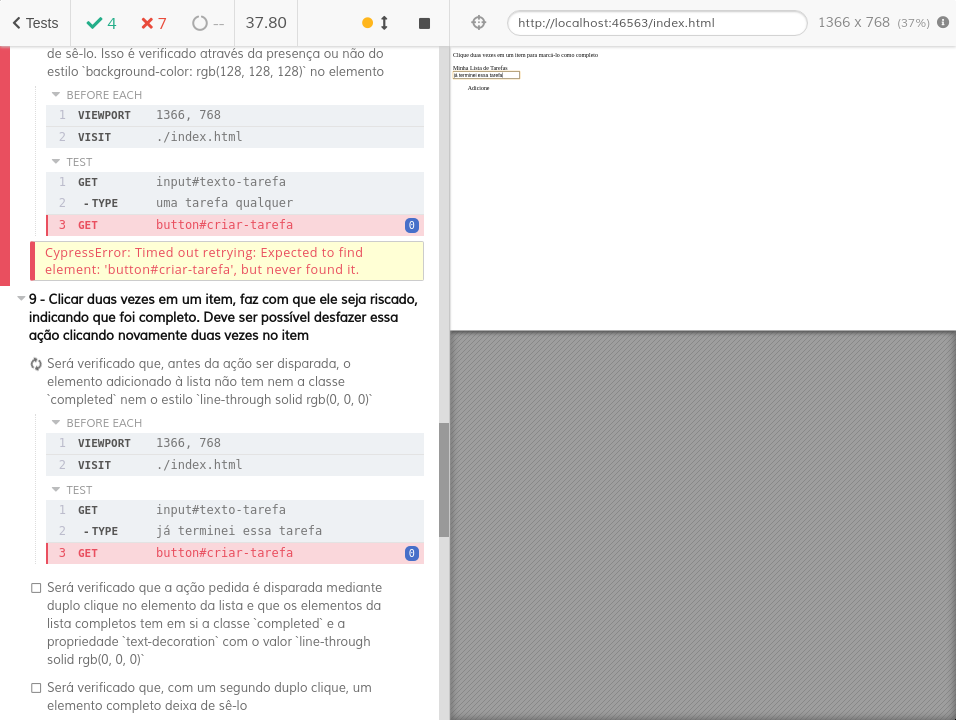 Tests 4 7 -- 37.80 http://localhost:46563/index.html 1366 x 768 (37%)
de sê-lo. Isso é verificado através da presença ou não do
estilo `background-color: rgb(128, 128, 128)` no elemento
BEFORE EACH
1 VIEWPORT 1366, 768
2 VISIT ./index.html
TEST
1 GET input#texto-tarefa
2 - TYPE uma tarefa qualquer
3 GET button#criar-tarefa 0
CypressError: Timed out retrying: Expected to find
element: 'button#criar-tarefa', but never found it.
9 - Clicar duas vezes em um item, faz com que ele seja riscado,
indicando que foi completo. Deve ser possível desfazer essa
ação clicando novamente duas vezes no item
Será verificado que, antes da ação ser disparada, o
elemento adicionado à lista não tem nem a classe
`completed` nem o estilo `line-through solid rgb(0, 0, 0)`
BEFORE EACH
1 VIEWPORT 1366, 768
2 VISIT ./index.html
TEST
1 GET input#texto-tarefa
2 - TYPE já terminei essa tarefa
3 GET button#criar-tarefa 0
Será verificado que a ação pedida é disparada mediante
duplo clique no elemento da lista e que os elementos da
lista completos tem em si a classe `completed` e a
propriedade `text-decoration` com o valor `line-through
solid rgb(0, 0, 0)`
Será verificado que, com um segundo duplo clique, um
elemento completo deixa de sê-lo
Clique duas vezes em um item para marcá-lo como completo
Minha Lista de Tarefas
já terminei essa tarefa
Adicione